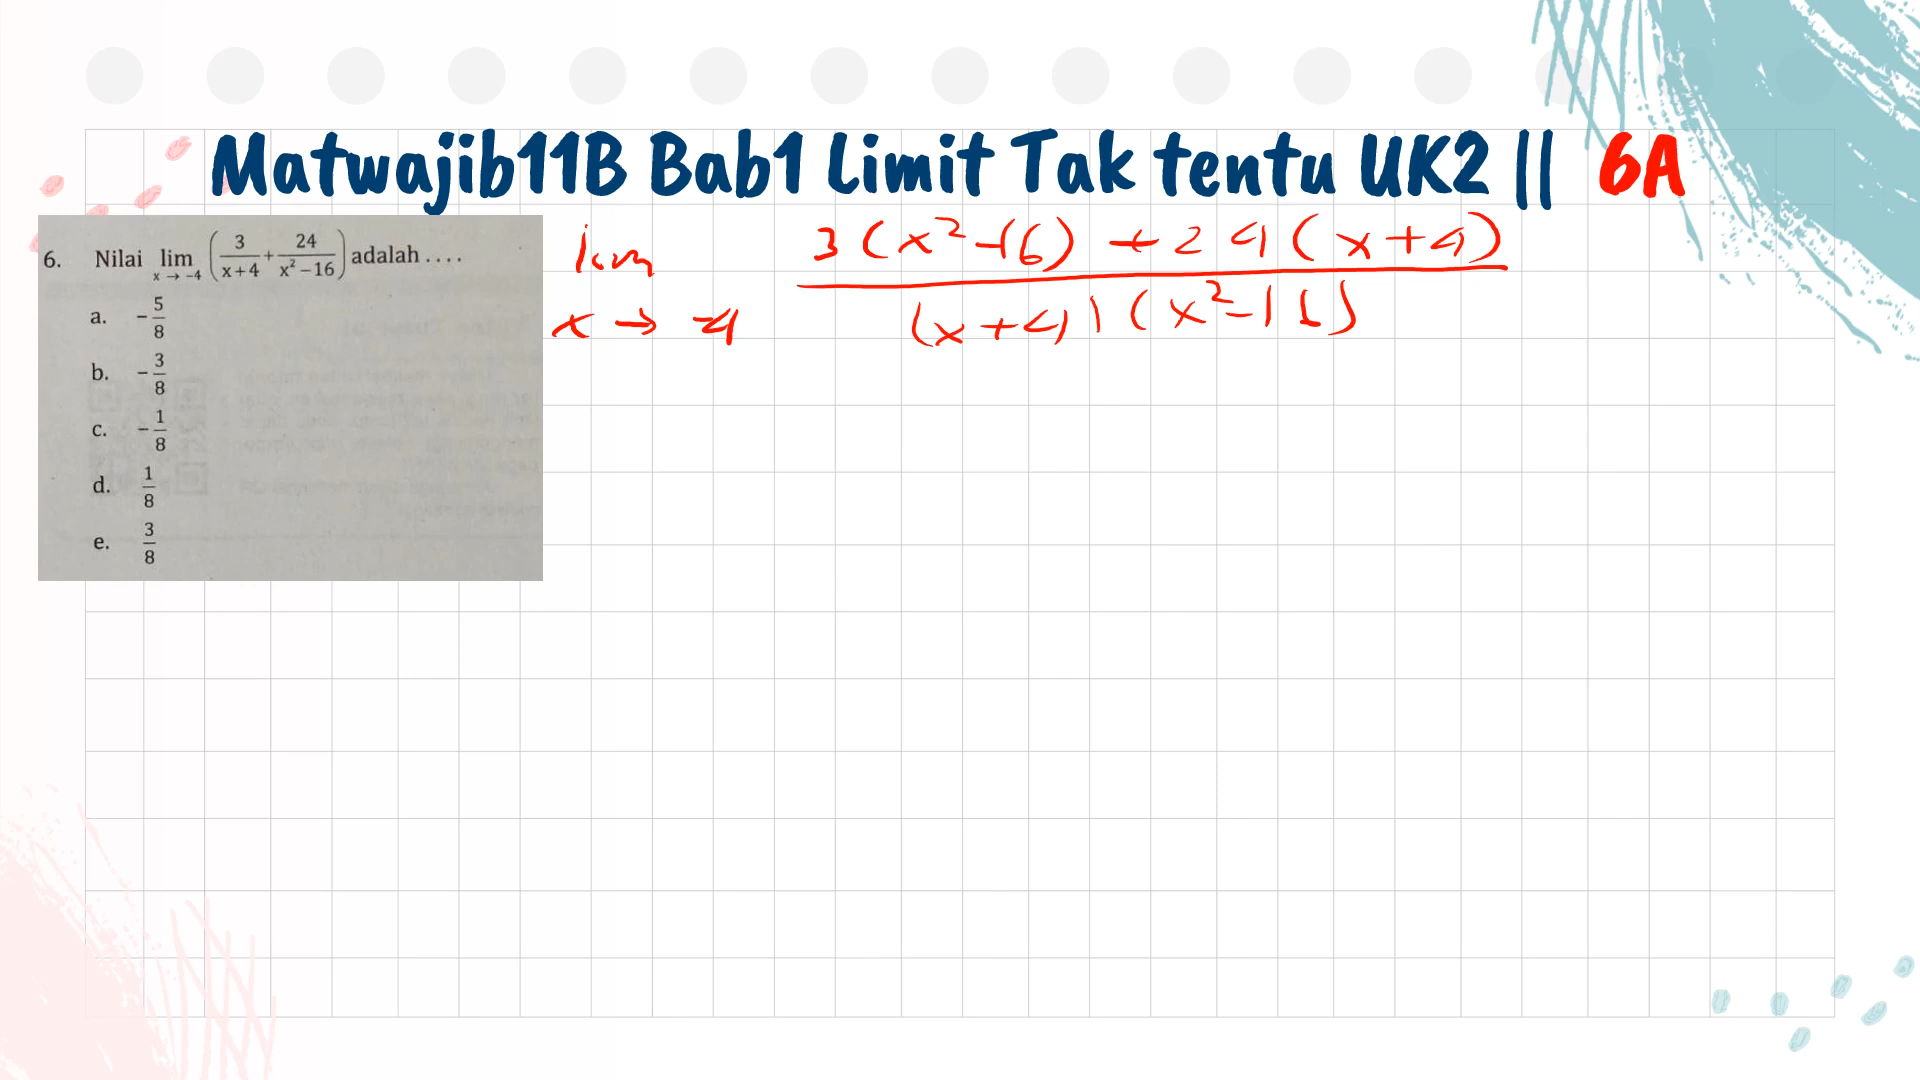 Matwajib11B Bab1 Limit Tak tentu UK2 || 6A
6. Nilai lim x → -4 (3/(x+4) + 24/(x² - 16)) adalah . . . .
a. -5/8
b. -3/8
c. -1/8
d. 1/8
e. 3/8
lim x → -4 
3(x²-16) + 24(x+4)
(x+4)(x²-16)